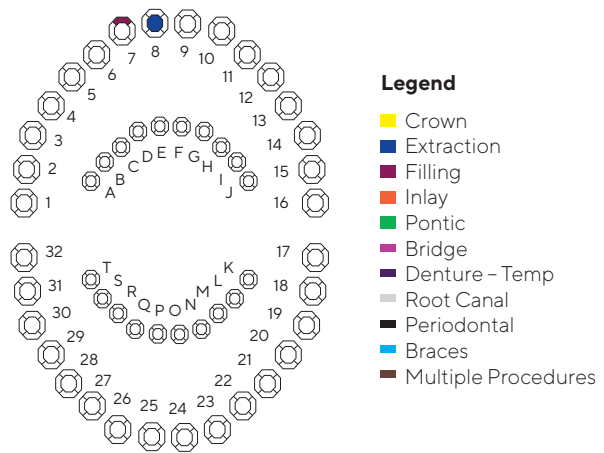 7 8 9 10
6 11
5 12
4 13
3 14
2 15
1 16
A B C D E F G H I J
32 17
31 18
30 19
29 20
28 21
27 22
26 25 24 23
T S R Q P O N M L K
Legend
Crown
Extraction
Filling
Inlay
Pontic
Bridge
Denture – Temp
Root Canal
Periodontal
Braces
Multiple Procedures